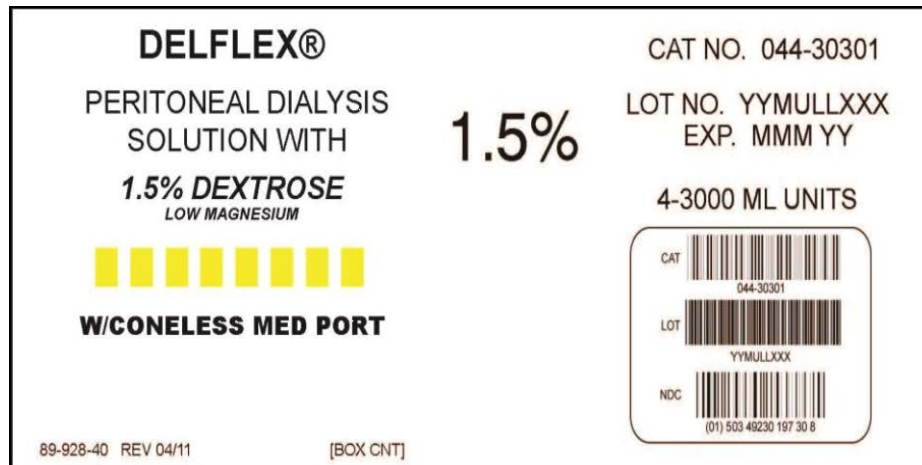 DELFLEX®
PERITONEAL DIALYSIS
SOLUTION WITH
1.5% DEXTROSE
LOW MAGNESIUM
W/CONELESS MED PORT
89-928-40 REV 04/11
[BOX CNT]
1.5%
CAT NO. 044-30301
LOT NO. YYMULLXXX
EXP. MMM YY
4-3000 ML UNITS
CAT
044-30301
LOT
YYMULLXXX
NDC
(01) 503 49230 197 30 8